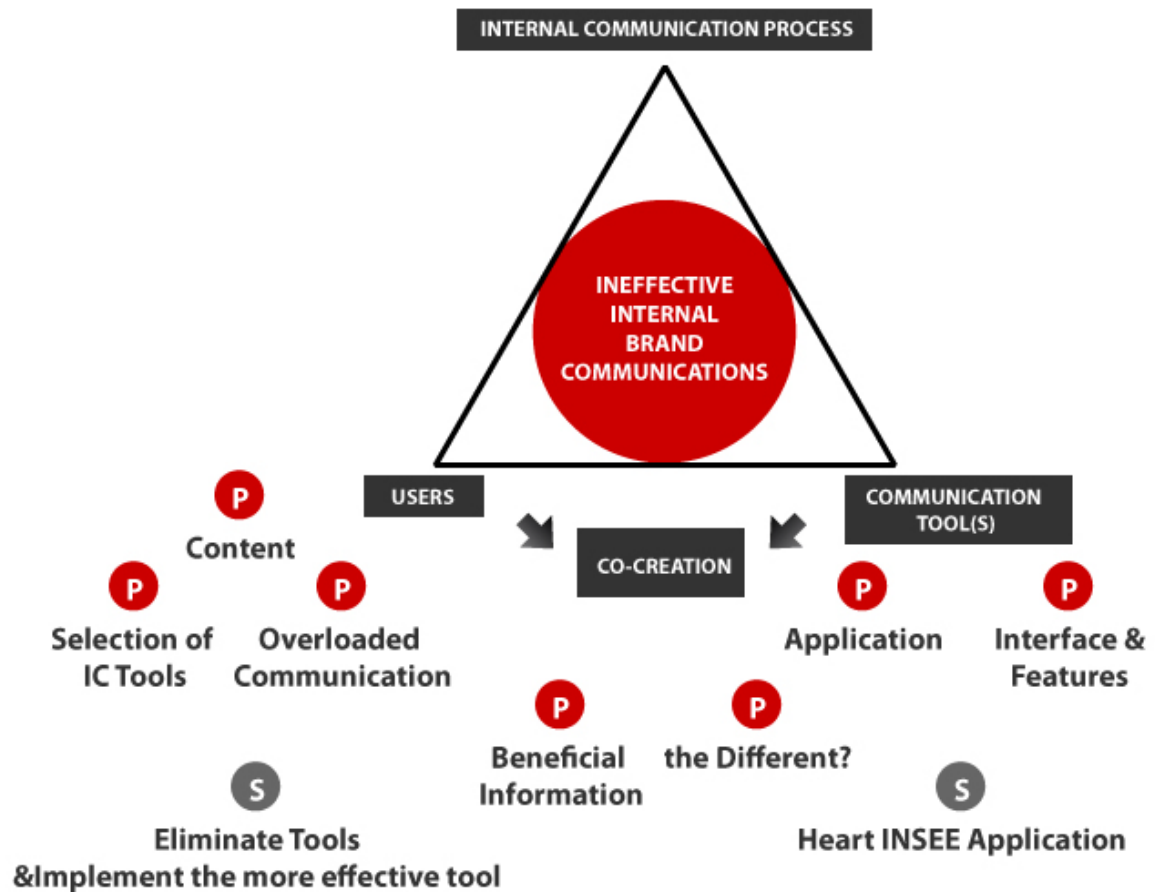 INTERNAL COMMUNICATION PROCESS
INEFFECTIVE
INTERNAL
BRAND
COMMUNICATIONS
USERS
COMMUNICATION
TOOL(S)
CO-CREATION
P
Content
P
Selection of
IC Tools
P
Overloaded
Communication
P
Application
P
Interface &
Features
P
Beneficial
Information
P
the Different?
S
Eliminate Tools
&Implement the more effective tool
S
Heart INSEE Application